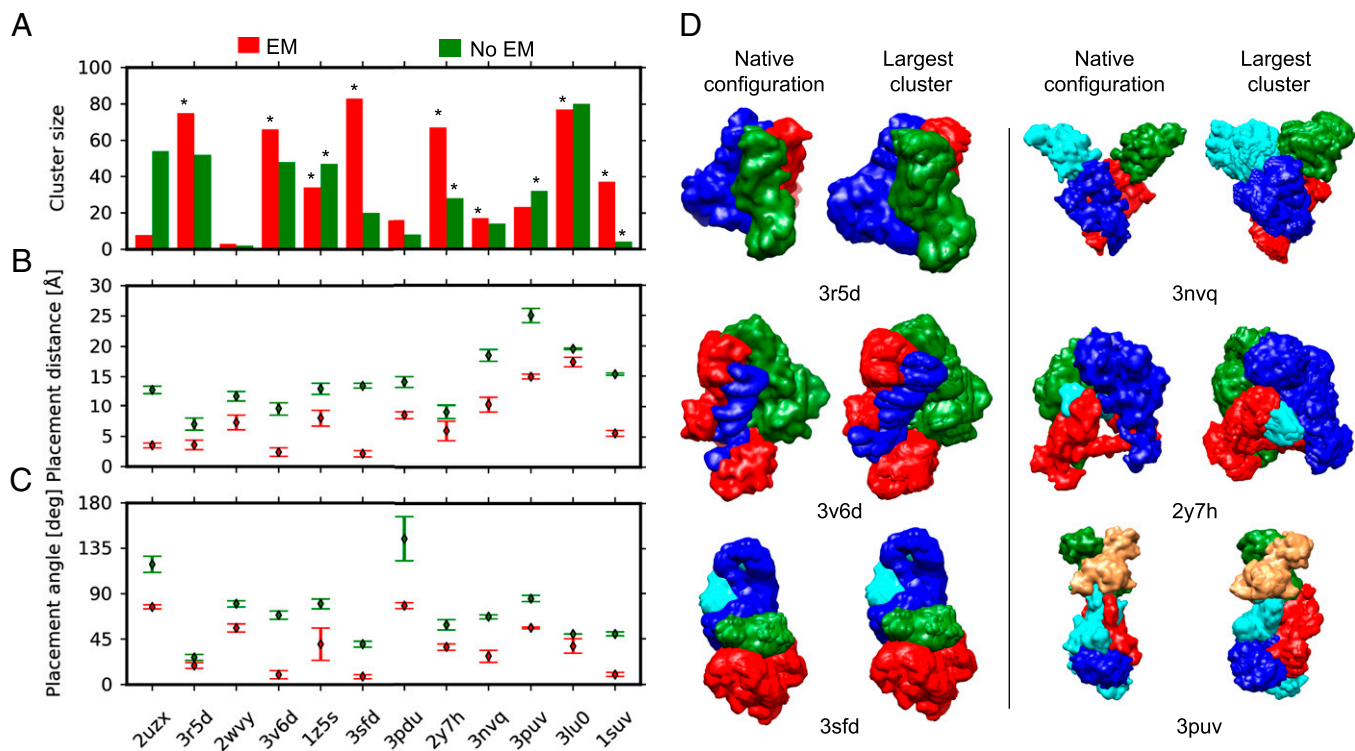 A
EM
No EM
100
80
60
40
20
0
Cluster size
* * * * * * * * * * * *
B
30
25
20
15
10
5
0
Placement distance [Å]
C
180
135
90
45
0
Placement angle [deg]
2uzx 3r5d 2wvy 3v6d 1z5s 3sfd 3pdu 2y7h 3nvq 3puv 3lu0 1suv
D
Native configuration
Largest cluster
Native configuration
Largest cluster
3r5d
3nvq
3v6d
2y7h
3sfd
3puv